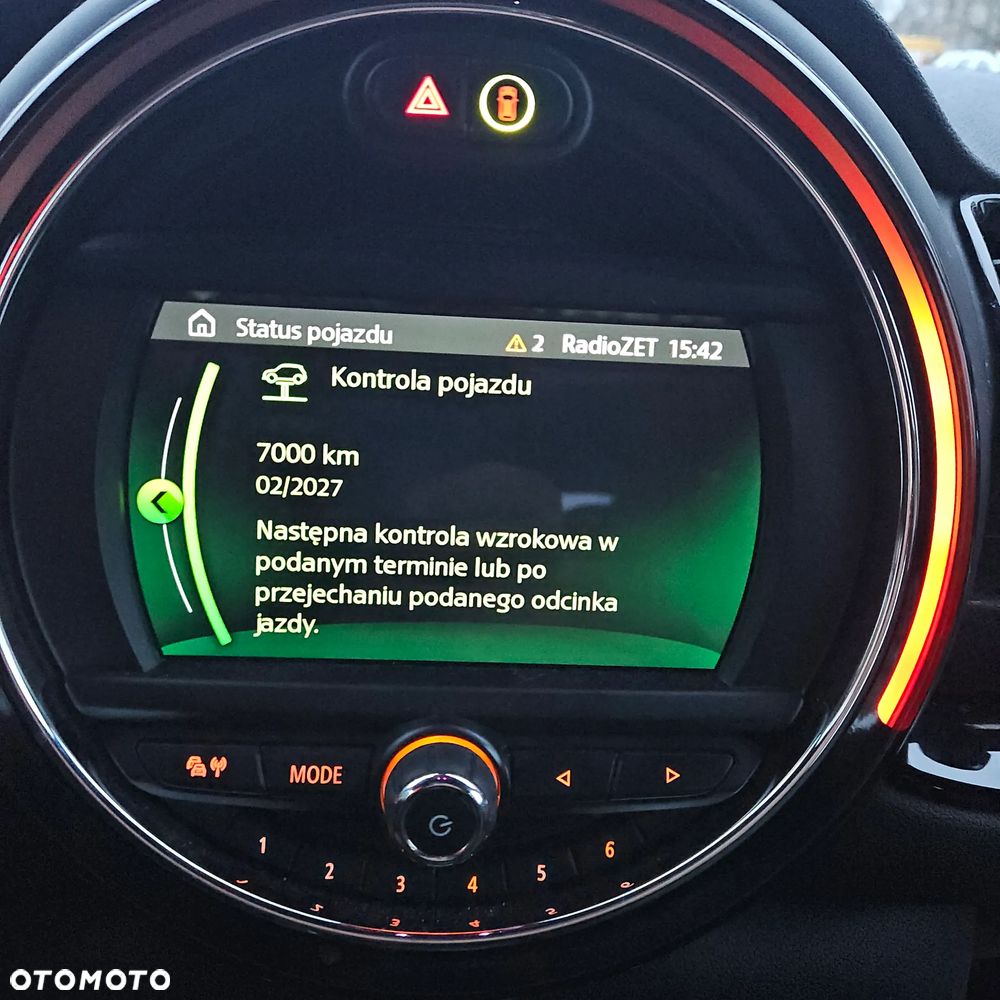 Status pojazdu 2 RadioZET 15:42
Kontrola pojazdu
7000 km
02/2027
Następna kontrola wzrokowa w
podanym terminie lub po
przejechaniu podanego odcinka
jazdy.
MODE
1 2 3 4 5 6
OTOMOTO